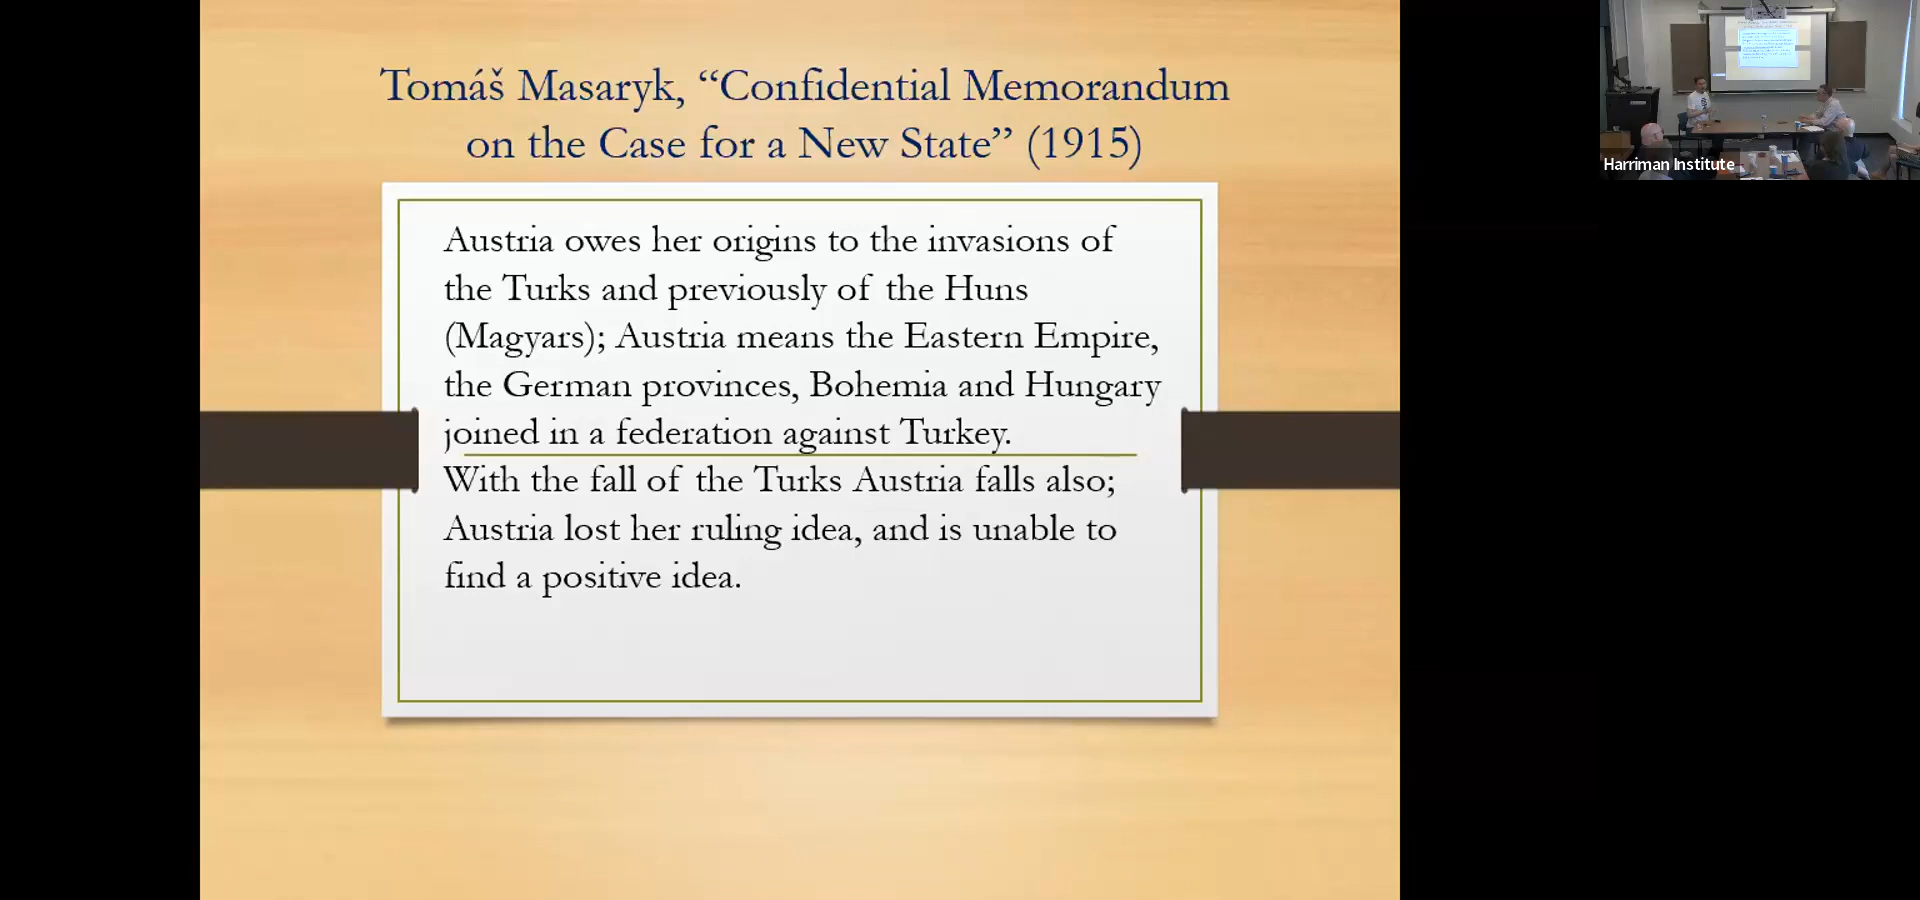 Tomáš Masaryk, “Confidential Memorandum
on the Case for a New State” (1915)
Austria owes her origins to the invasions of
the Turks and previously of the Huns
(Magyars); Austria means the Eastern Empire,
the German provinces, Bohemia and Hungary
joined in a federation against Turkey.
With the fall of the Turks Austria falls also;
Austria lost her ruling idea, and is unable to
find a positive idea.
Harriman Institute